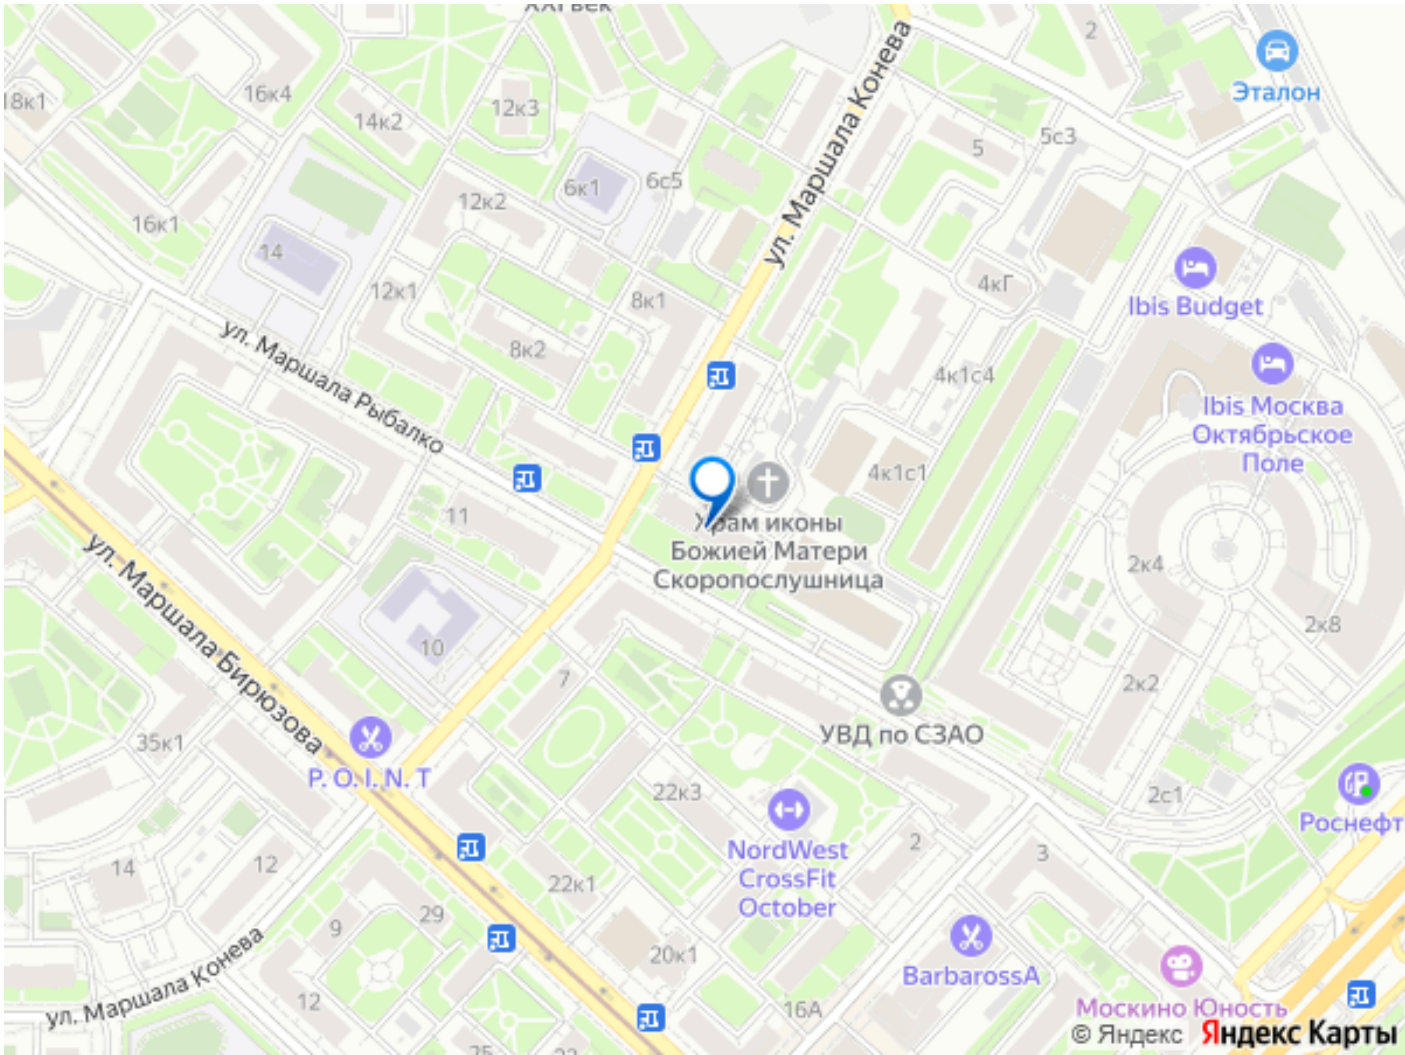 XXI век
2
18к1
16к4
14к2
12к3
Эталон
5
5с3
ул. Маршала Конева
6к1
6с5
12к2
16к1
14
12к1
8к1
4кГ
Ibis Budget
8к2
ул. Маршала Рыбалко
4к1с4
Ibis Москва
Октябрьское
Поле
4к1с1
11
Храм иконы
Божией Матери
Скоропослушница
ул. Маршала Бирюзова
2к4
10
2к8
7
2к2
УВД по СЗАО
35к1
P. O. I. N. T
22к3
2с1
Роснефт
NordWest
CrossFit
October
2
3
14
12
22к1
29
9
ул. Маршала Конева
20к1
BarbarossA
12
16А
Москино Юность
25
22
© Яндекс Яндекс Карты